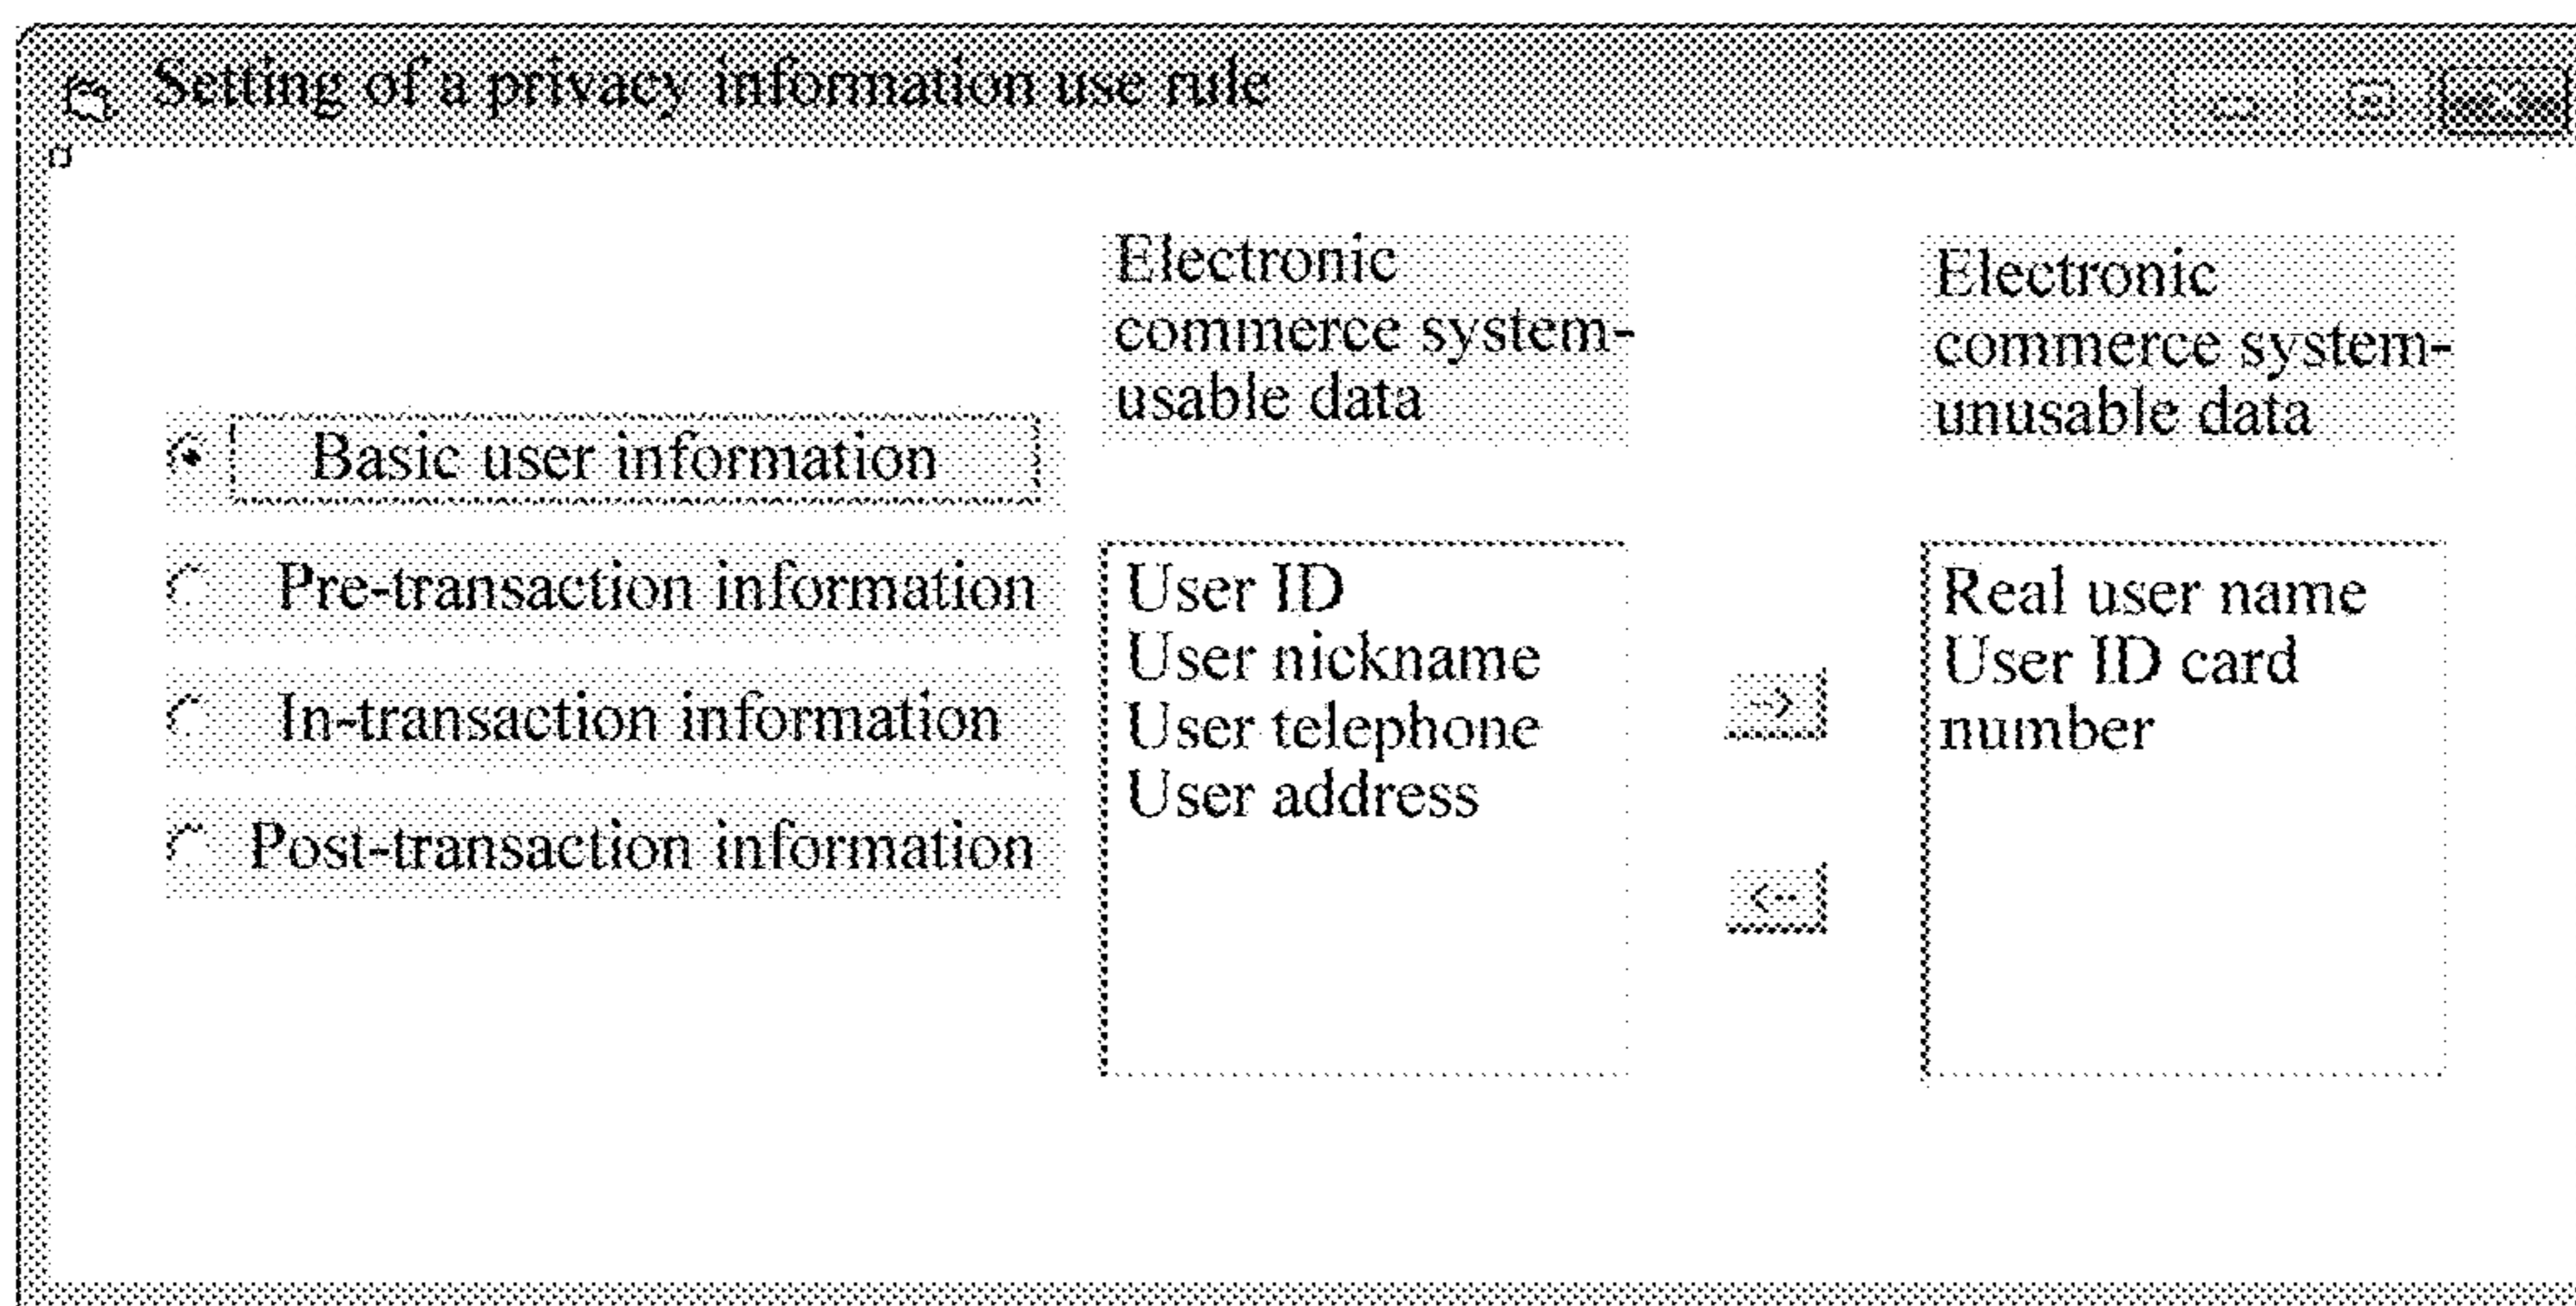 Setting of a privacy information use rule
Basic user information
Pre-transaction information
In-transaction information
Post-transaction information
Electronic
commerce system-
usable data
User ID
User nickname
User telephone
User address
-->
<--
Electronic
commerce system-
unusable data
Real user name
User ID card
number